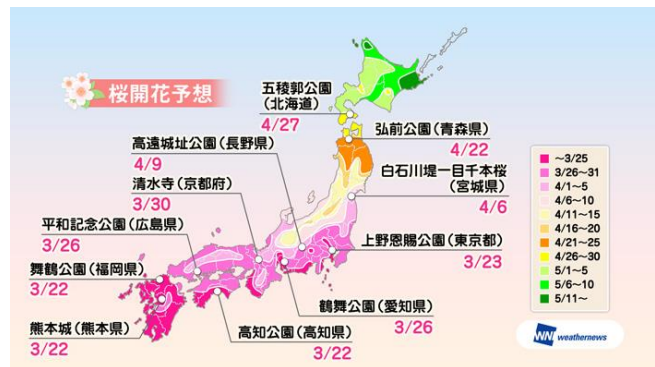 桜開花予想
五稜郭公園
(北海道)
4/27
弘前公園(青森県)
4/22
高遠城址公園(長野県)
4/9
白石川堤一目千本桜
(宮城県)
4/6
清水寺(京都府)
3/30
平和記念公園(広島県)
3/26
上野恩賜公園(東京都)
3/23
舞鶴公園(福岡県)
3/22
鶴舞公園(愛知県)
3/26
熊本城(熊本県)
3/22
高知公園(高知県)
3/22
~3/25
3/26~31
4/1~5
4/6~10
4/11~15
4/16~20
4/21~25
4/26~30
5/1~5
5/6~10
5/11~
WN weathernews